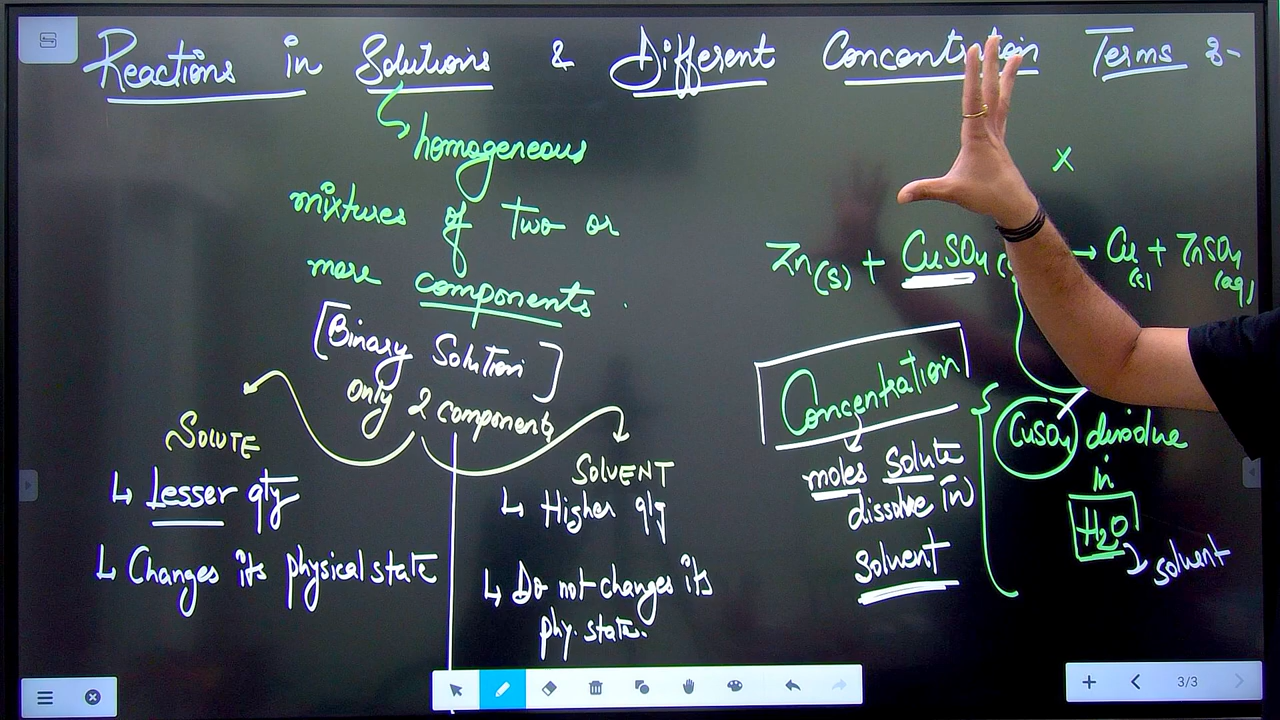 Reactions in Solutions & Different Concentration Terms :-
homogeneous
mixtures of two or
more components.
[Binary Solution
only 2 components]
SOLUTE
↳ Lesser qty
↳ Changes its physical state
SOLVENT
↳ Higher qty
↳ Do not changes its
phy. state.
x
Zn(s) + CuSO4 → Cu(s) + ZnSO4(aq)
Concentration
moles Solute
dissolve in
Solvent
CuSO4 dissolve
in
H2O
solvent
3/3